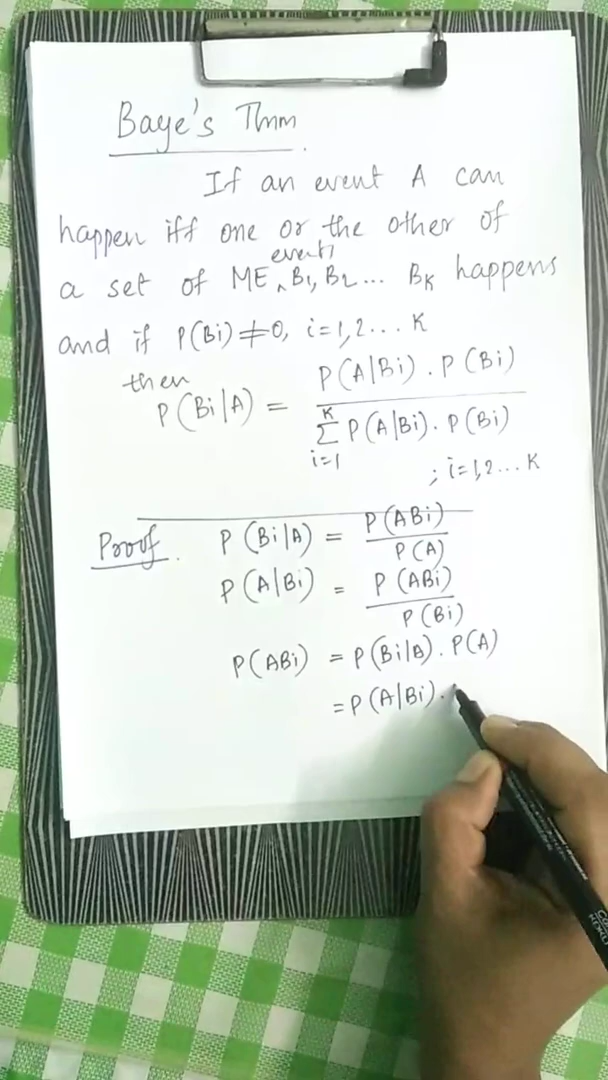 Baye's Thm
If an event A can
happen iff one or the other of
events
a set of ME ^ B1, B2 ... BK happens
and if P(Bi) ≠ 0, i=1,2 .... K
then
P(Bi|A) = P(A|Bi) . P(Bi) / K Σ i=1 P(A|Bi) . P(Bi)
; i=1,2 ... K
Proof. P(Bi|A) = P(ABi) / P(A)
P(A|Bi) = P(ABi) / P(Bi)
P(ABi) = P(Bi|A) . P(A)
= P(A|Bi) .